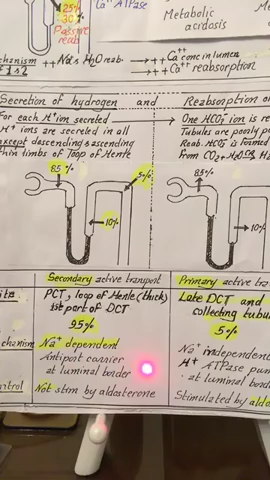 25%
30%
Passive
reab
Ca++ ATPase
Metabolic
acidosis
++ Na+ & H2O reab.
Ca++ conc in lumen
++ Ca++ reabsorption
1 & 2
Secretion of hydrogen and Reabsorption o
For each H+ ion secreted
H+ ions are secreted in all
except descending & ascending
thin limbs of loop of Henle
One HCO3- ion is re
Tubules are poorly p
Reab. HCO3- is formed
From CO2+H2O
85%
5%
10%
85%
10%
Secondary active transport
PCT, loop of Henle (thick)
1st part of DCT
95%
Na+ dependent
Antiport carrier
at luminal border
Not stim by aldosterone
Primary active tra
Late DCT and
collecting tubu
5%
Na+ independen
H+ ATPase pum
at luminal bord
Stimulated by aldo